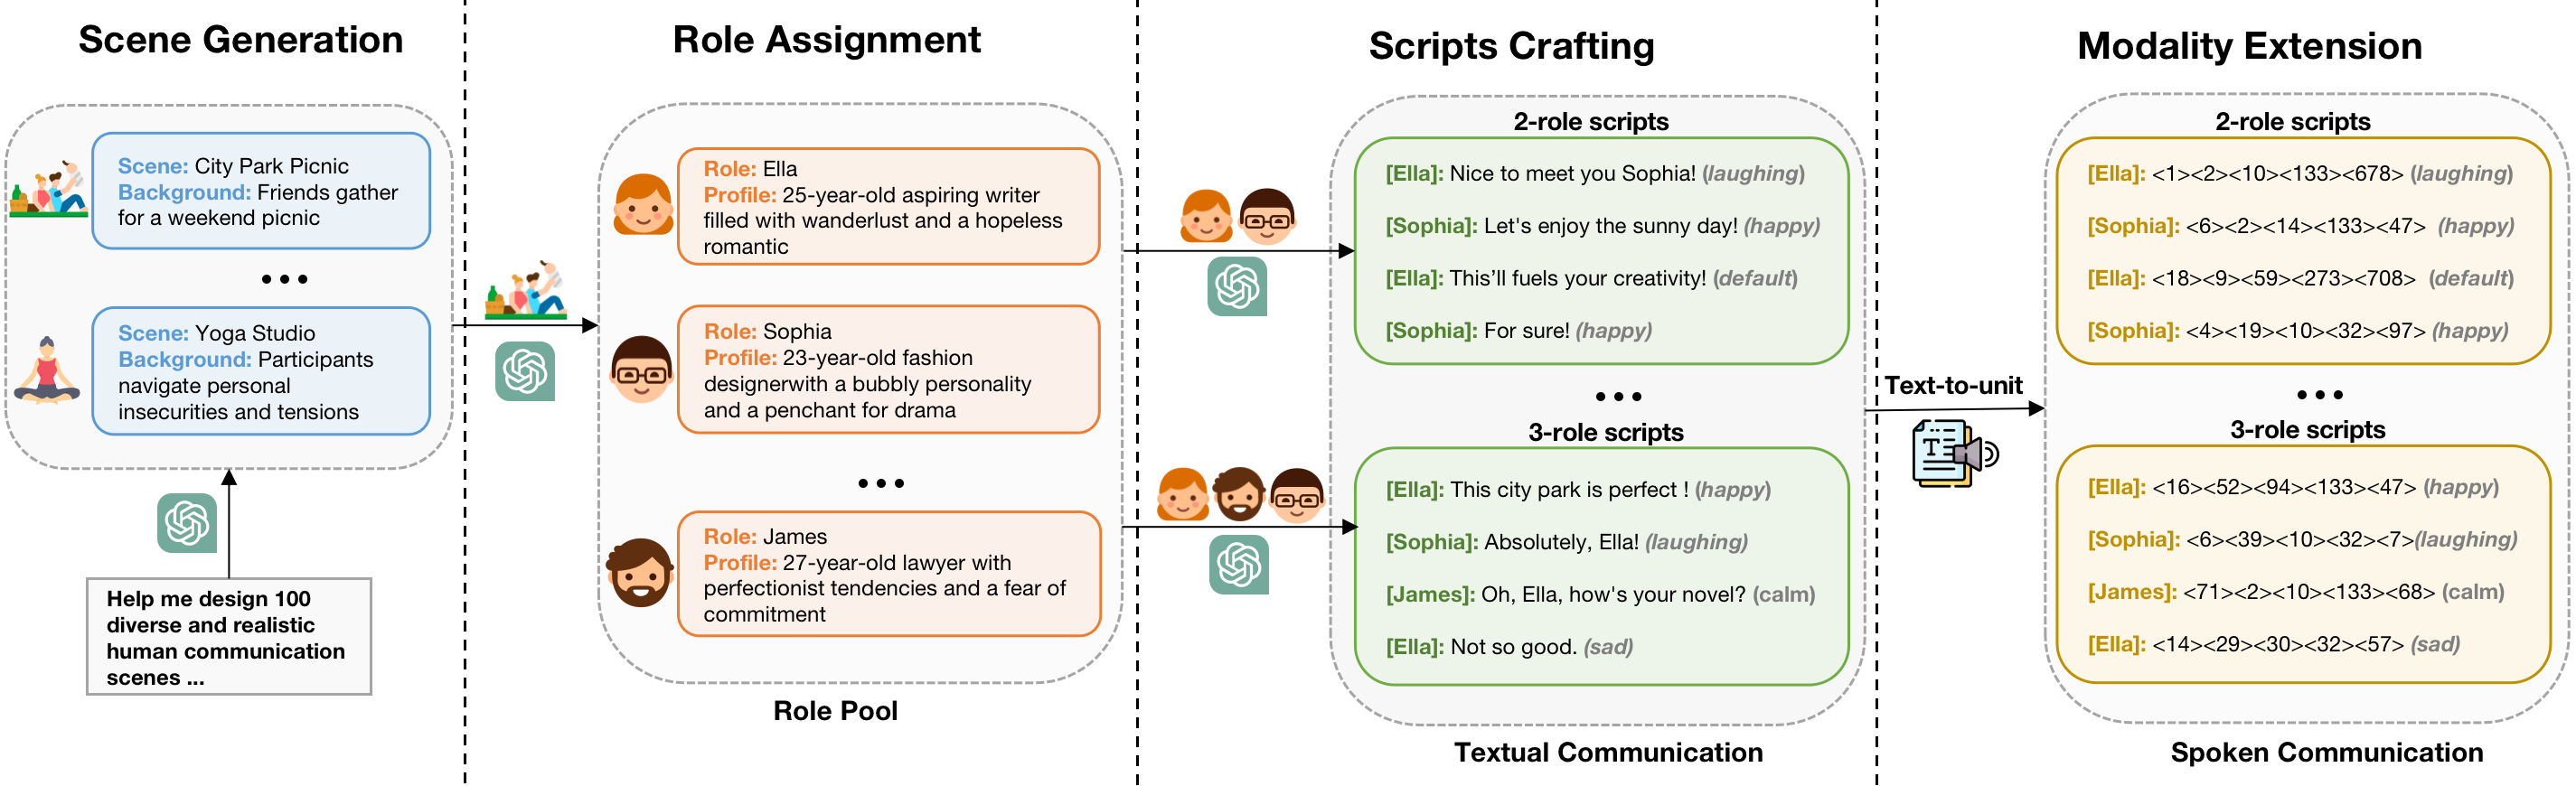 Scene Generation
Scene: City Park Picnic
Background: Friends gather
for a weekend picnic
Scene: Yoga Studio
Background: Participants
navigate personal
insecurities and tensions
Help me design 100
diverse and realistic
human communication
scenes ...
Role Assignment
Role: Ella
Profile: 25-year-old aspiring writer
filled with wanderlust and a hopeless
romantic
Role: Sophia
Profile: 23-year-old fashion
designerwith a bubbly personality
and a penchant for drama
Role: James
Profile: 27-year-old lawyer with
perfectionist tendencies and a fear of
commitment
Role Pool
Scripts Crafting
2-role scripts
[Ella]: Nice to meet you Sophia! (laughing)
[Sophia]: Let's enjoy the sunny day! (happy)
[Ella]: This’ll fuels your creativity! (default)
[Sophia]: For sure! (happy)
3-role scripts
[Ella]: This city park is perfect ! (happy)
[Sophia]: Absolutely, Ella! (laughing)
[James]: Oh, Ella, how's your novel? (calm)
[Ella]: Not so good. (sad)
Textual Communication
Text-to-unit
T
Modality Extension
2-role scripts
[Ella]: <1><2><10><133><678> (laughing)
[Sophia]: <6><2><14><133><47> (happy)
[Ella]: <18><9><59><273><708> (default)
[Sophia]: <4><19><10><32><97> (happy)
3-role scripts
[Ella]: <16><52><94><133><47> (happy)
[Sophia]: <6><39><10><32><7>(laughing)
[James]: <71><2><10><133><68> (calm)
[Ella]: <14><29><30><32><57> (sad)
Spoken Communication